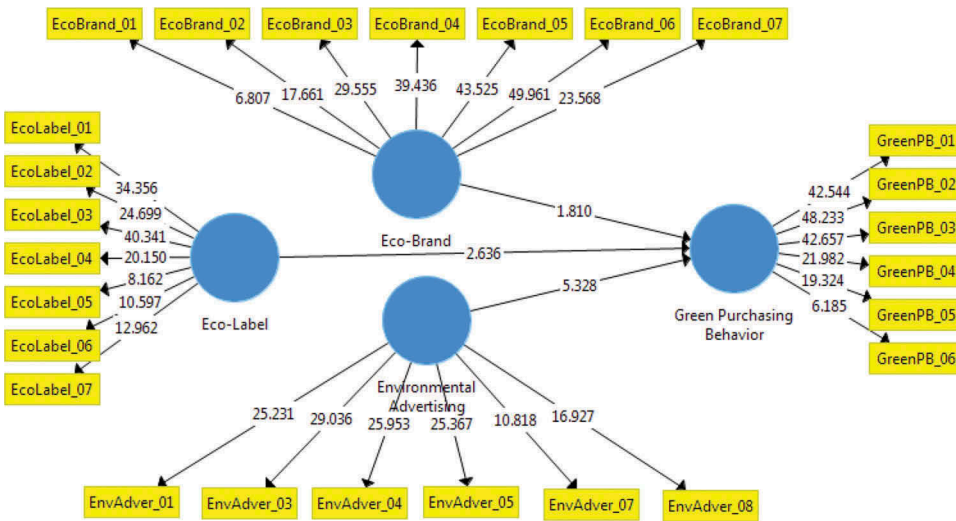 EcoBrand_01
EcoBrand_02
EcoBrand_03
EcoBrand_04
EcoBrand_05
EcoBrand_06
EcoBrand_07
6.807
17.661
29.555
39.436
43.525
49.961
23.568
EcoLabel_01
EcoLabel_02
EcoLabel_03
EcoLabel_04
EcoLabel_05
EcoLabel_06
EcoLabel_07
34.356
24.699
40.341
20.150
8.162
10.597
12.962
Eco-Brand
Eco-Label
1.810
2.636
5.328
Green Purchasing
Behavior
42.544
48.233
42.657
21.982
19.324
6.185
GreenPB_01
GreenPB_02
GreenPB_03
GreenPB_04
GreenPB_05
GreenPB_06
Environmental
Advertising
25.231
29.036
25.953
25.367
10.818
16.927
EnvAdver_01
EnvAdver_03
EnvAdver_04
EnvAdver_05
EnvAdver_07
EnvAdver_08